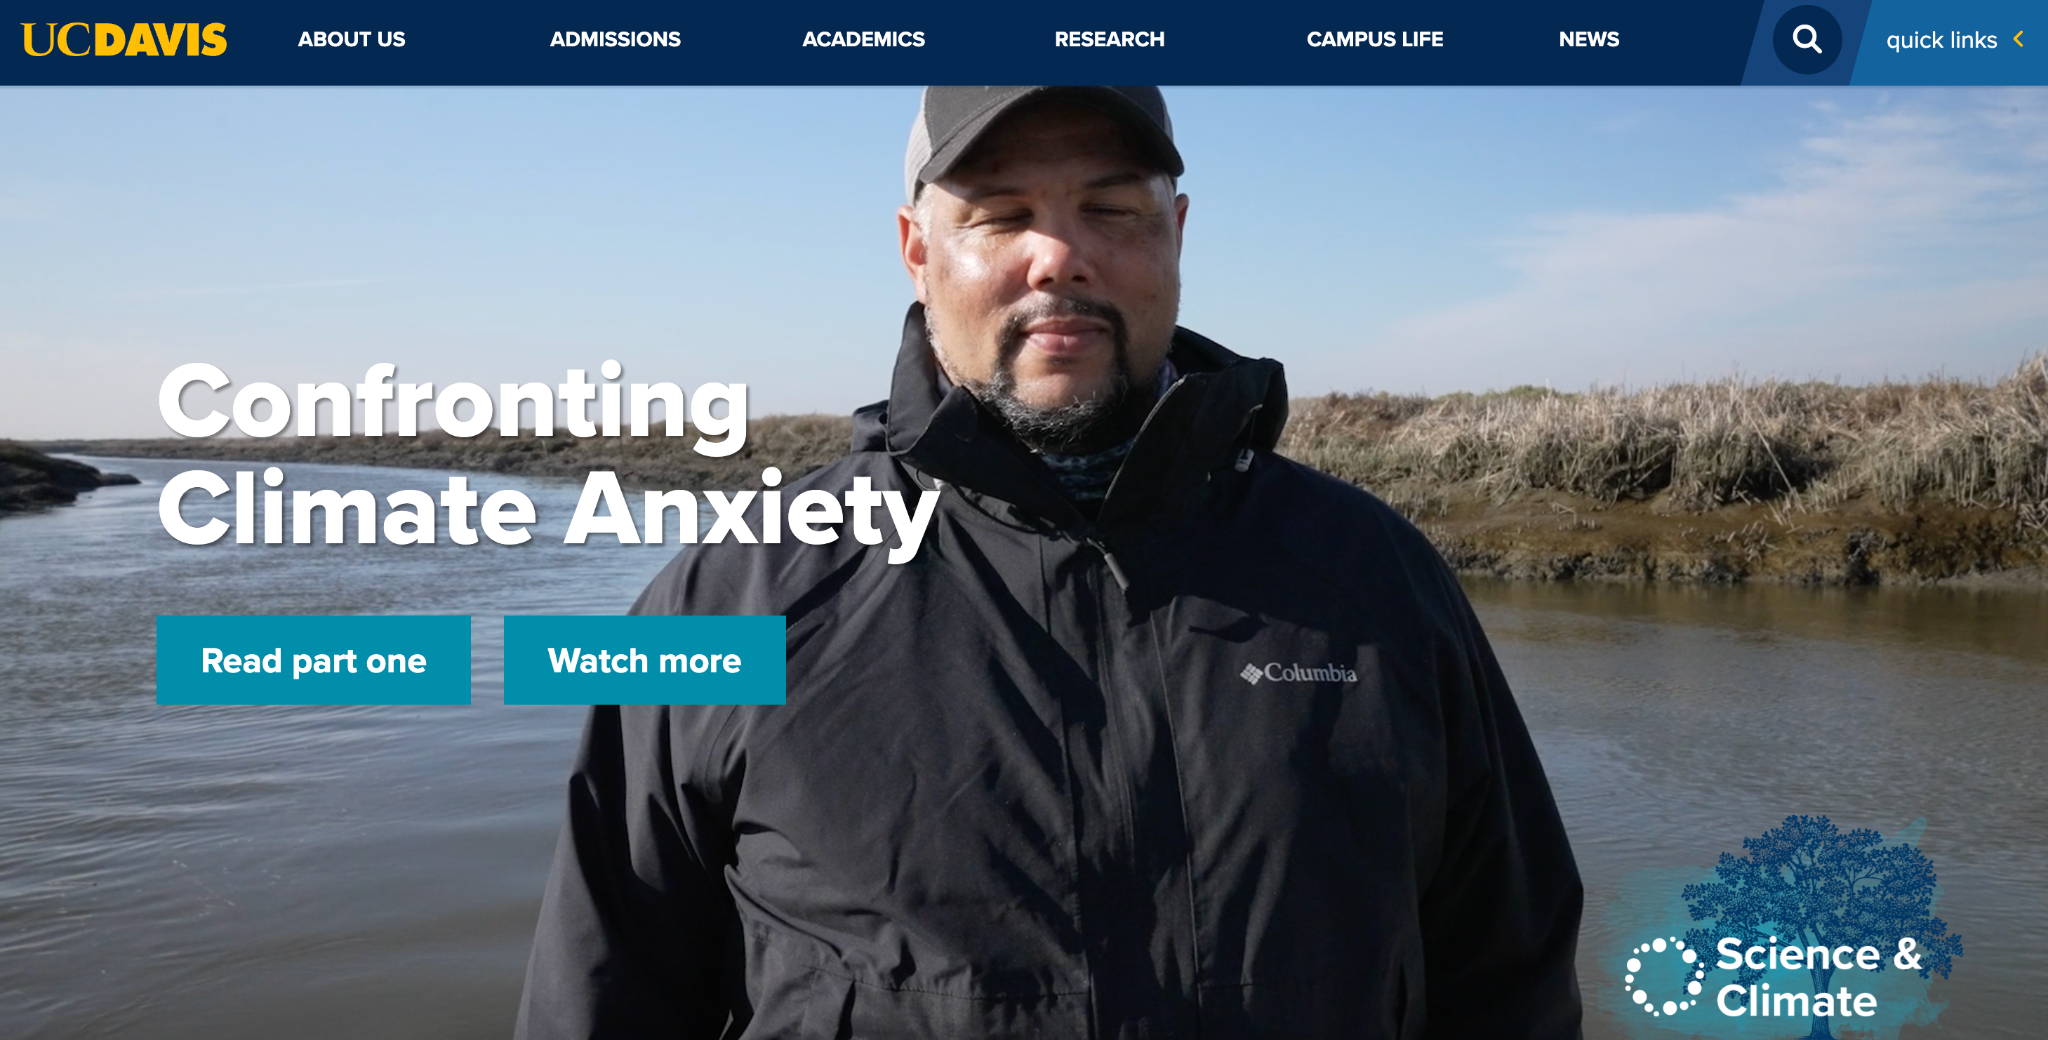 UCDAVIS
ABOUT US
ADMISSIONS
ACADEMICS
RESEARCH
CAMPUS LIFE
NEWS
quick links
Confronting
Climate Anxiety
Read part one
Watch more
Columbia
Science &
Climate